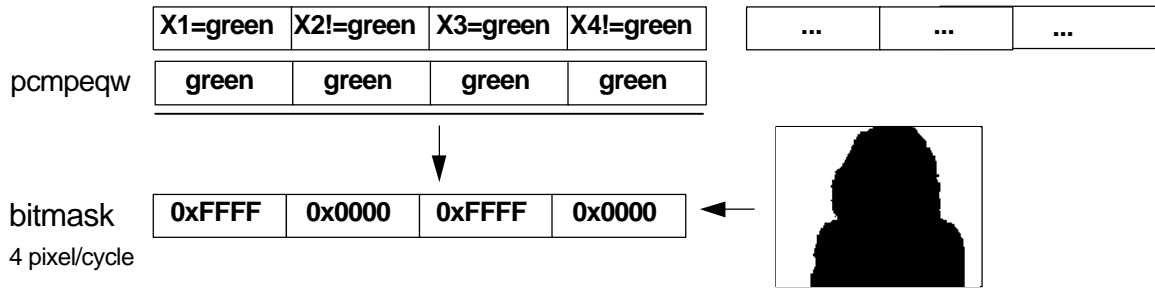 X1=green X2!=green X3=green X4!=green ... ... ...
pcmpeqw green green green green
bitmask 0xFFFF 0x0000 0xFFFF 0x0000
4 pixel/cycle